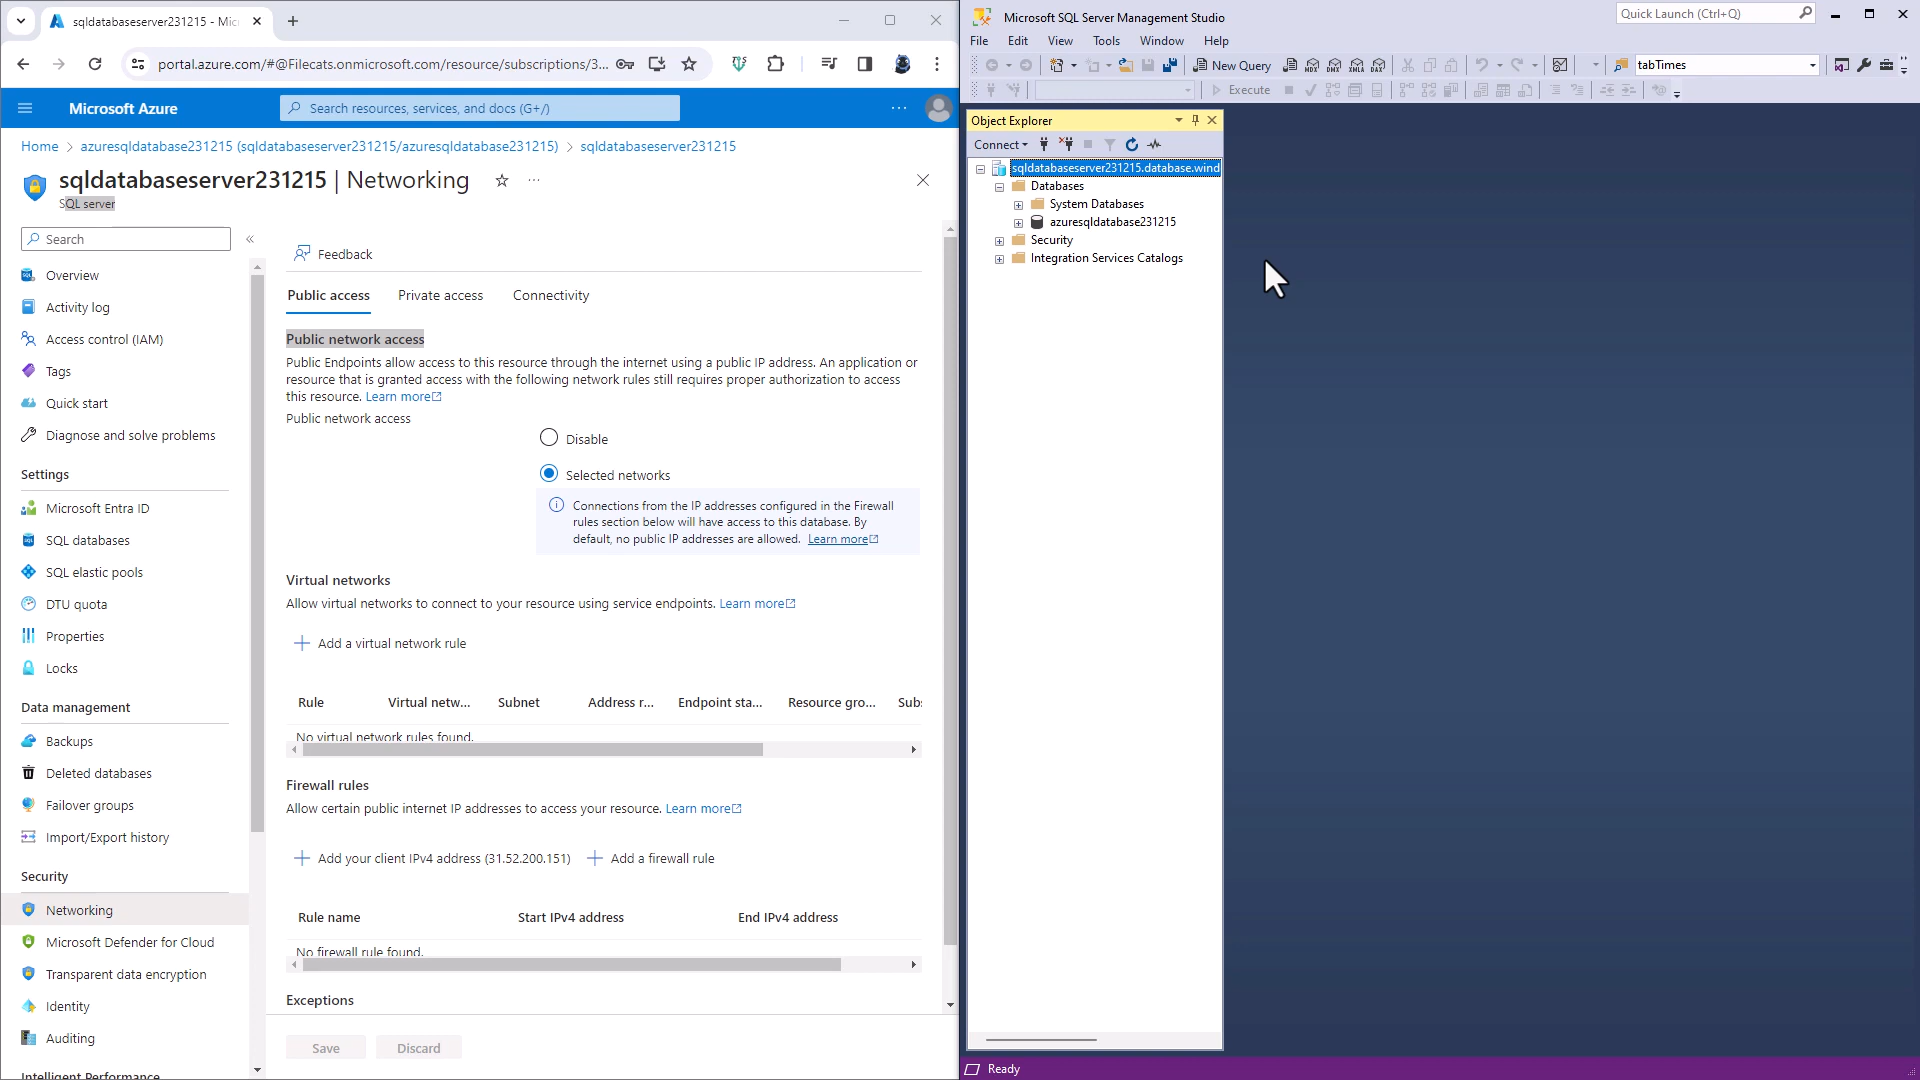 sqldatabaseserver231215 - Mic
portal.azure.com/#@Filecats.onmicrosoft.com/resource/subscriptions/3...
Microsoft Azure
Search resources, services, and docs (G+/)
Home > azuresqldatabase231215 (sqldatabaseserver231215/azuresqldatabase231215) > sqldatabaseserver231215
sqldatabaseserver231215 | Networking
SQL server
Search
Overview
Activity log
Access control (IAM)
Tags
Quick start
Diagnose and solve problems
Settings
Microsoft Entra ID
SQL databases
SQL elastic pools
DTU quota
Properties
Locks
Data management
Backups
Deleted databases
Failover groups
Import/Export history
Security
Networking
Microsoft Defender for Cloud
Transparent data encryption
Identity
Auditing
Intelligent Performance
Feedback
Public access Private access Connectivity
Public network access
Public Endpoints allow access to this resource through the internet using a public IP address. An application or
resource that is granted access with the following network rules still requires proper authorization to access
this resource. Learn more
Public network access
Disable
Selected networks
Connections from the IP addresses configured in the Firewall
rules section below will have access to this database. By
default, no public IP addresses are allowed. Learn more
Virtual networks
Allow virtual networks to connect to your resource using service endpoints. Learn more
+ Add a virtual network rule
Rule Virtual netw... Subnet Address r... Endpoint sta... Resource gro... Subs
No virtual network rules found.
Firewall rules
Allow certain public internet IP addresses to access your resource. Learn more
+ Add your client IPv4 address (31.52.200.151) + Add a firewall rule
Rule name Start IPv4 address End IPv4 address
No firewall rule found.
Exceptions
Save Discard
Microsoft SQL Server Management Studio
Quick Launch (Ctrl+Q)
File Edit View Tools Window Help
New Query
MDX DMX XMLA DAX
tabTimes
Execute
Object Explorer
Connect
sqldatabaseserver231215.database.wind
Databases
System Databases
azuresqldatabase231215
Security
Integration Services Catalogs
Ready